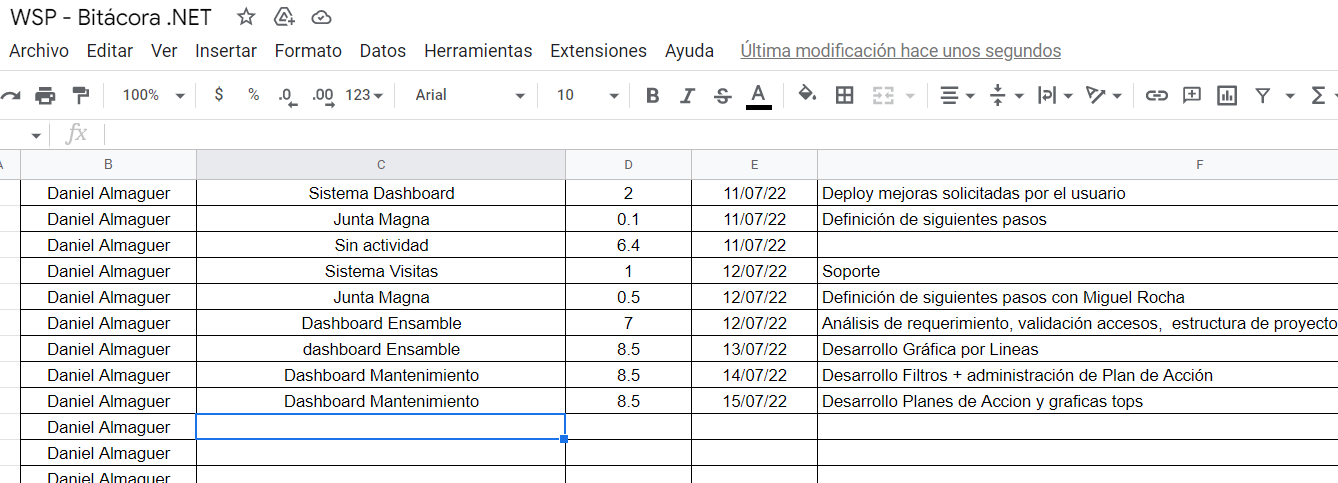 WSP - Bitácora .NET
Archivo Editar Ver Insertar Formato Datos Herramientas Extensiones Ayuda Última modificación hace unos segundos
100% $ % .0 .00 123 Arial 10 B I S A Σ
fx
A B C D E F
Daniel Almaguer Sistema Dashboard 2 11/07/22 Deploy mejoras solicitadas por el usuario
Daniel Almaguer Junta Magna 0.1 11/07/22 Definición de siguientes pasos
Daniel Almaguer Sin actividad 6.4 11/07/22
Daniel Almaguer Sistema Visitas 1 12/07/22 Soporte
Daniel Almaguer Junta Magna 0.5 12/07/22 Definición de siguientes pasos con Miguel Rocha
Daniel Almaguer Dashboard Ensamble 7 12/07/22 Análisis de requerimiento, validación accesos, estructura de proyecto
Daniel Almaguer dashboard Ensamble 8.5 13/07/22 Desarrollo Gráfica por Lineas
Daniel Almaguer Dashboard Mantenimiento 8.5 14/07/22 Desarrollo Filtros + administración de Plan de Acción
Daniel Almaguer Dashboard Mantenimiento 8.5 15/07/22 Desarrollo Planes de Accion y graficas tops
Daniel Almaguer
Daniel Almaguer
Daniel Almaguer